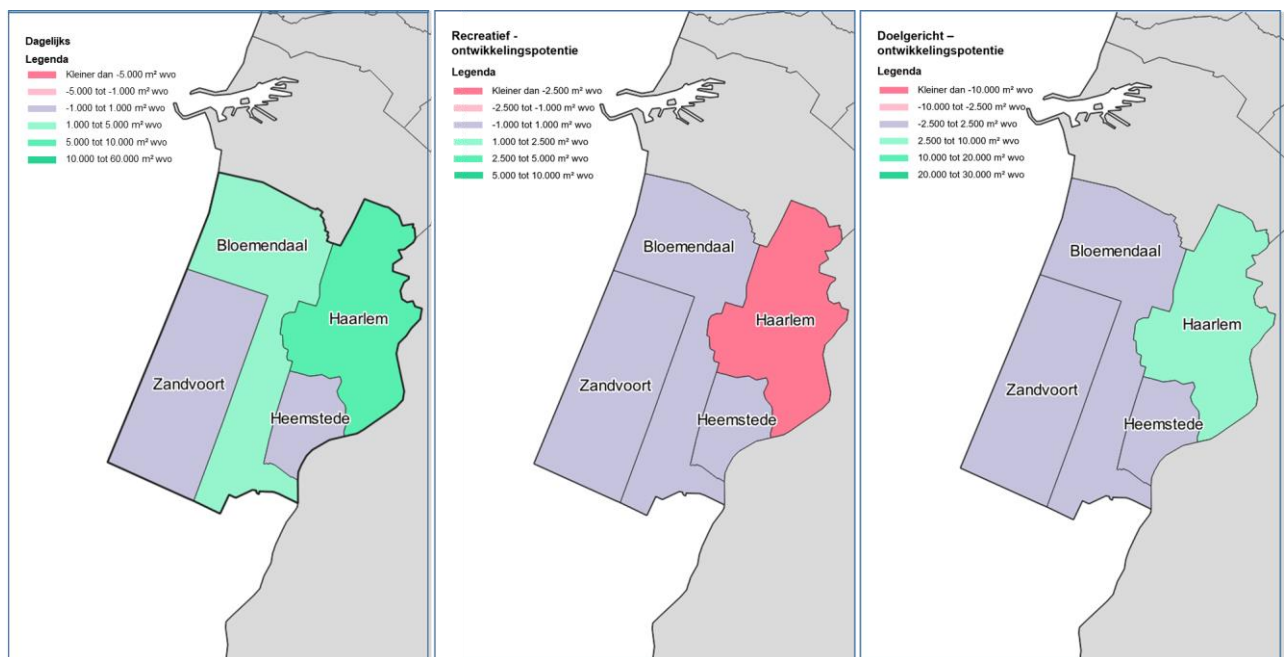 Dagelijks
Legenda
Kleiner dan -5.000 m² wvo
-5.000 tot -1.000 m² wvo
-1.000 tot 1.000 m² wvo
1.000 tot 5.000 m² wvo
5.000 tot 10.000 m² wvo
10.000 tot 60.000 m² wvo
Bloemendaal
Haarlem
Zandvoort
Heemstede
Recreatief -
ontwikkelingspotentie
Legenda
Kleiner dan -2.500 m² wvo
-2.500 tot -1.000 m² wvo
-1.000 tot 1.000 m² wvo
1.000 tot 2.500 m² wvo
2.500 tot 5.000 m² wvo
5.000 tot 10.000 m² wvo
Bloemendaal
Haarlem
Zandvoort
Heemstede
Doelgericht –
ontwikkelingspotentie
Legenda
Kleiner dan -10.000 m² wvo
-10.000 tot -2.500 m² wvo
-2.500 tot 2.500 m² wvo
2.500 tot 10.000 m² wvo
10.000 tot 20.000 m² wvo
20.000 tot 30.000 m² wvo
Bloemendaal
Haarlem
Zandvoort
Heemstede